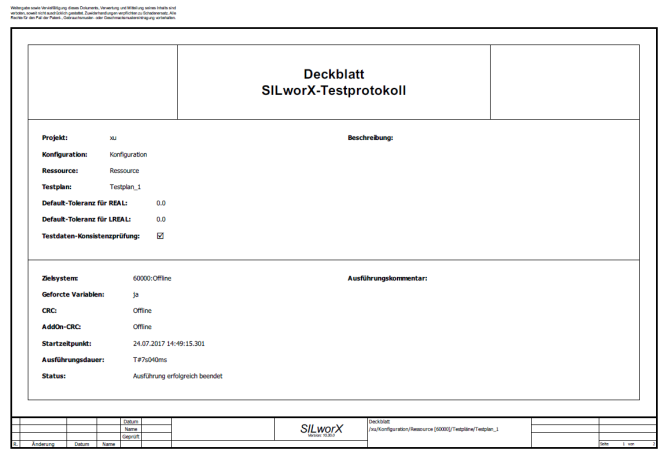 Weitergabe sowie Vervielfältigung dieses Dokuments, Verwertung und Mitteilung seines Inhalts sind
verboten, soweit nicht ausdrücklich gestattet. Zuwiderhandlungen verpflichten zu Schadenersatz. Alle
Rechte für den Fall der Patent-, Gebrauchsmuster- oder Geschmacksmustereintragung vorbehalten.
Deckblatt
SILworX-Testprotokoll
Projekt: xu
Beschreibung:
Konfiguration: Konfiguration
Ressource: Ressource
Testplan: Testplan_1
Default-Toleranz für REAL: 0.0
Default-Toleranz für LREAL: 0.0
Testdaten-Konsistenzprüfung: ☑
Zielsystem: 60000:Offline
Ausführungskommentar:
Geforcte Variablen: ja
CRC: Offline
AddOn-CRC: Offline
Startzeitpunkt: 24.07.2017 14:49:15.301
Ausführungsdauer: T#7s040ms
Status: Ausführung erfolgreich beendet
Datum
Name
Geprüft
R. Änderung Datum Name
SILworX
Deckblatt
/xu/Konfiguration/Ressource [60000]/Testpläne/Testplan_1
Seite 1 von